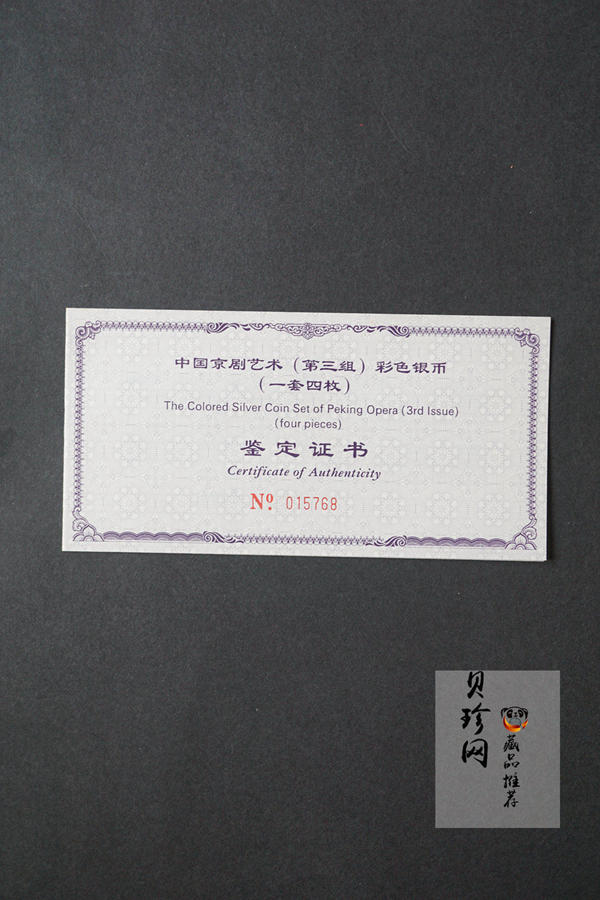 中国京剧艺术（第三组）彩色银币
（一套四枚）
The Colored Silver Coin Set of Peking Opera (3rd Issue)
(four pieces)
鉴定证书
Certificate of Authenticity
Nº. 015768
贝珍网
藏品推荐